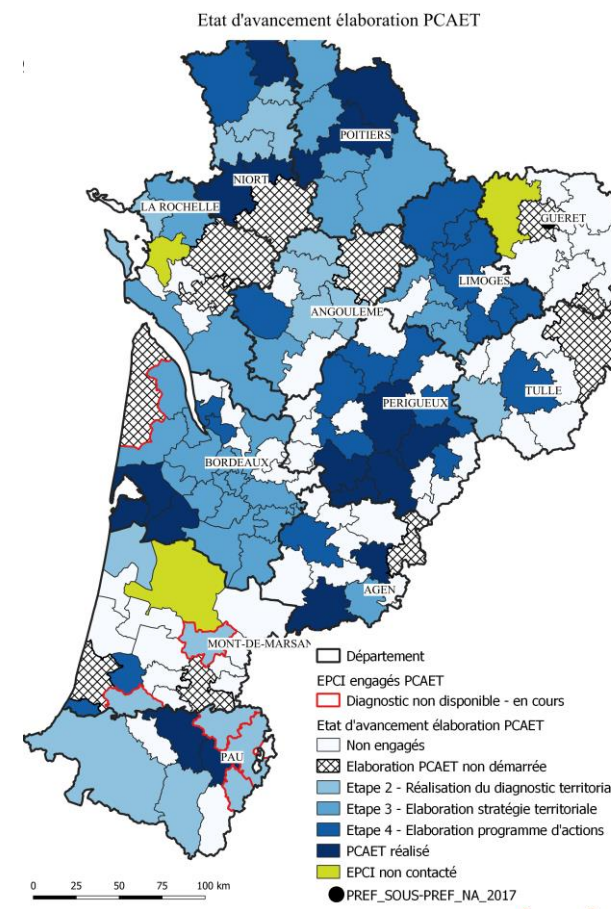 Etat d'avancement élaboration PCAET
POITIERS
NIORT
LA ROCHELLE
GUERET
LIMOGES
ANGOULEME
TULLE
PERIGUEUX
BORDEAUX
AGEN
MONT-DE-MARSAN
PAU
Département
EPCI engagés PCAET
Diagnostic non disponible - en cours
Etat d'avancement élaboration PCAET
Non engagés
Elaboration PCAET non démarrée
Etape 2 - Réalisation du diagnostic territoria
Etape 3 - Elaboration stratégie territoriale
Etape 4 - Elaboration programme d'actions
PCAET réalisé
EPCI non contacté
PREF_SOUS-PREF_NA_2017
0 25 50 75 100 km